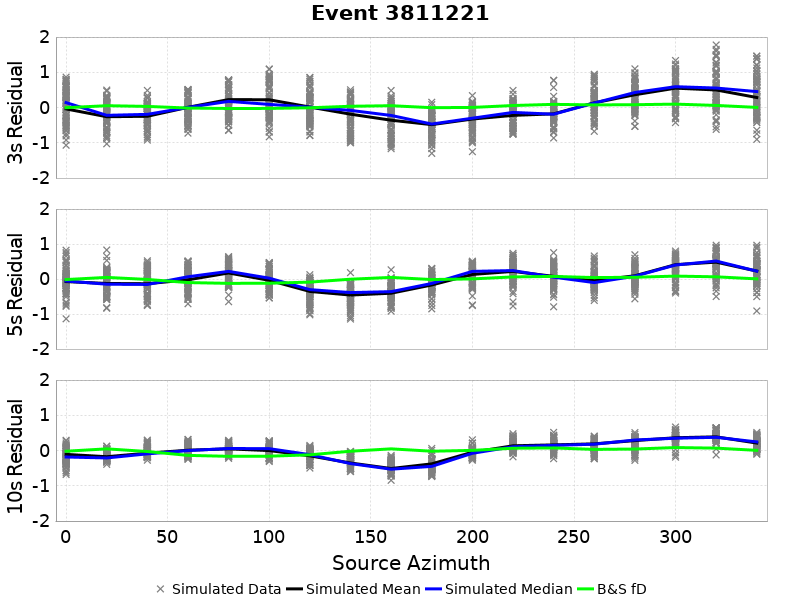 Event 3811221
3s Residual
2
1
0
-1
-2
5s Residual
2
1
0
-1
-2
10s Residual
2
1
0
-1
-2
0 50 100 150 200 250 300
Source Azimuth
Simulated Data Simulated Mean Simulated Median B&S fD